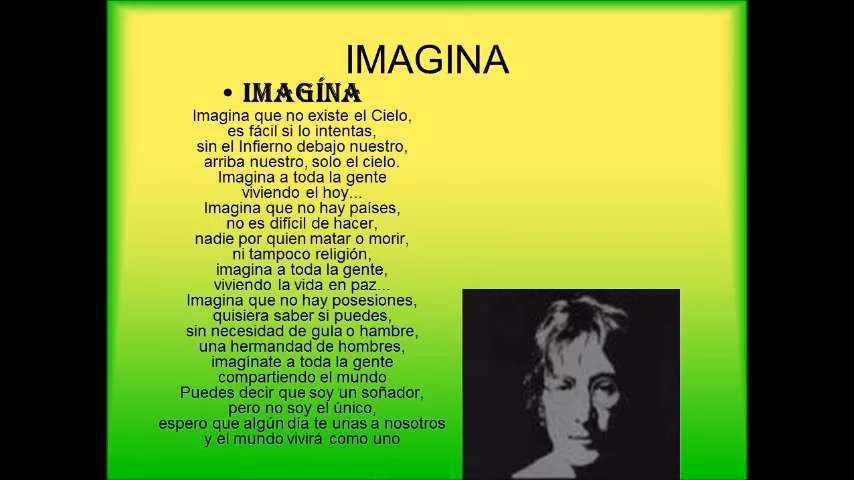 IMAGINA
• IMAGÍNA
Imagina que no existe el Cielo,
es fácil si lo intentas,
sin el Infierno debajo nuestro,
arriba nuestro, solo el cielo.
Imagina a toda la gente
viviendo el hoy...
Imagina que no hay países,
no es difícil de hacer,
nadie por quien matar o morir,
ni tampoco religión,
imagina a toda la gente,
viviendo la vida en paz...
Imagina que no hay posesiones,
quisiera saber si puedes,
sin necesidad de gula o hambre,
una hermandad de hombres,
imagínate a toda la gente
compartiendo el mundo
Puedes decir que soy un soñador,
pero no soy el único,
espero que algún día te unas a nosotros
y el mundo vivirá como uno